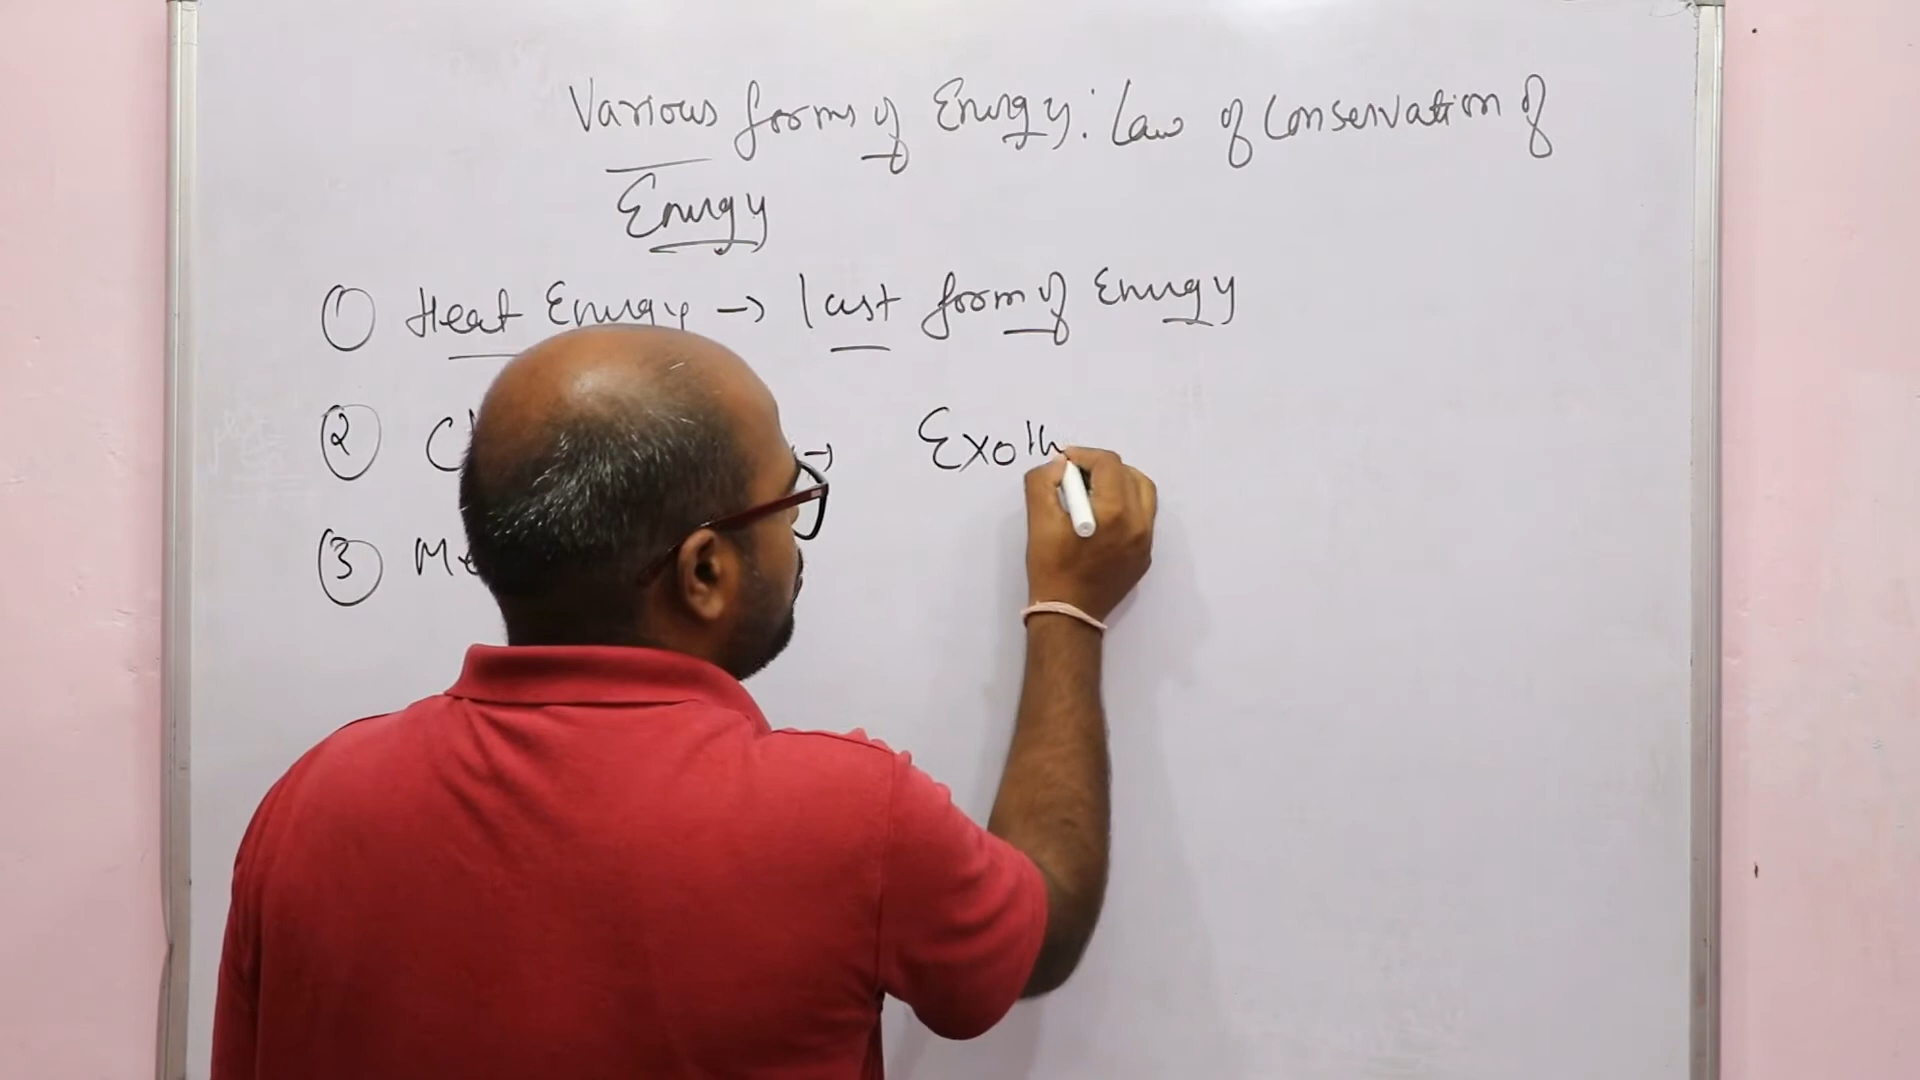 Various forms of Energy: Law of Conservation of
Energy
① Heat Energy → last form of Energy
② C → Exoth
③ Me